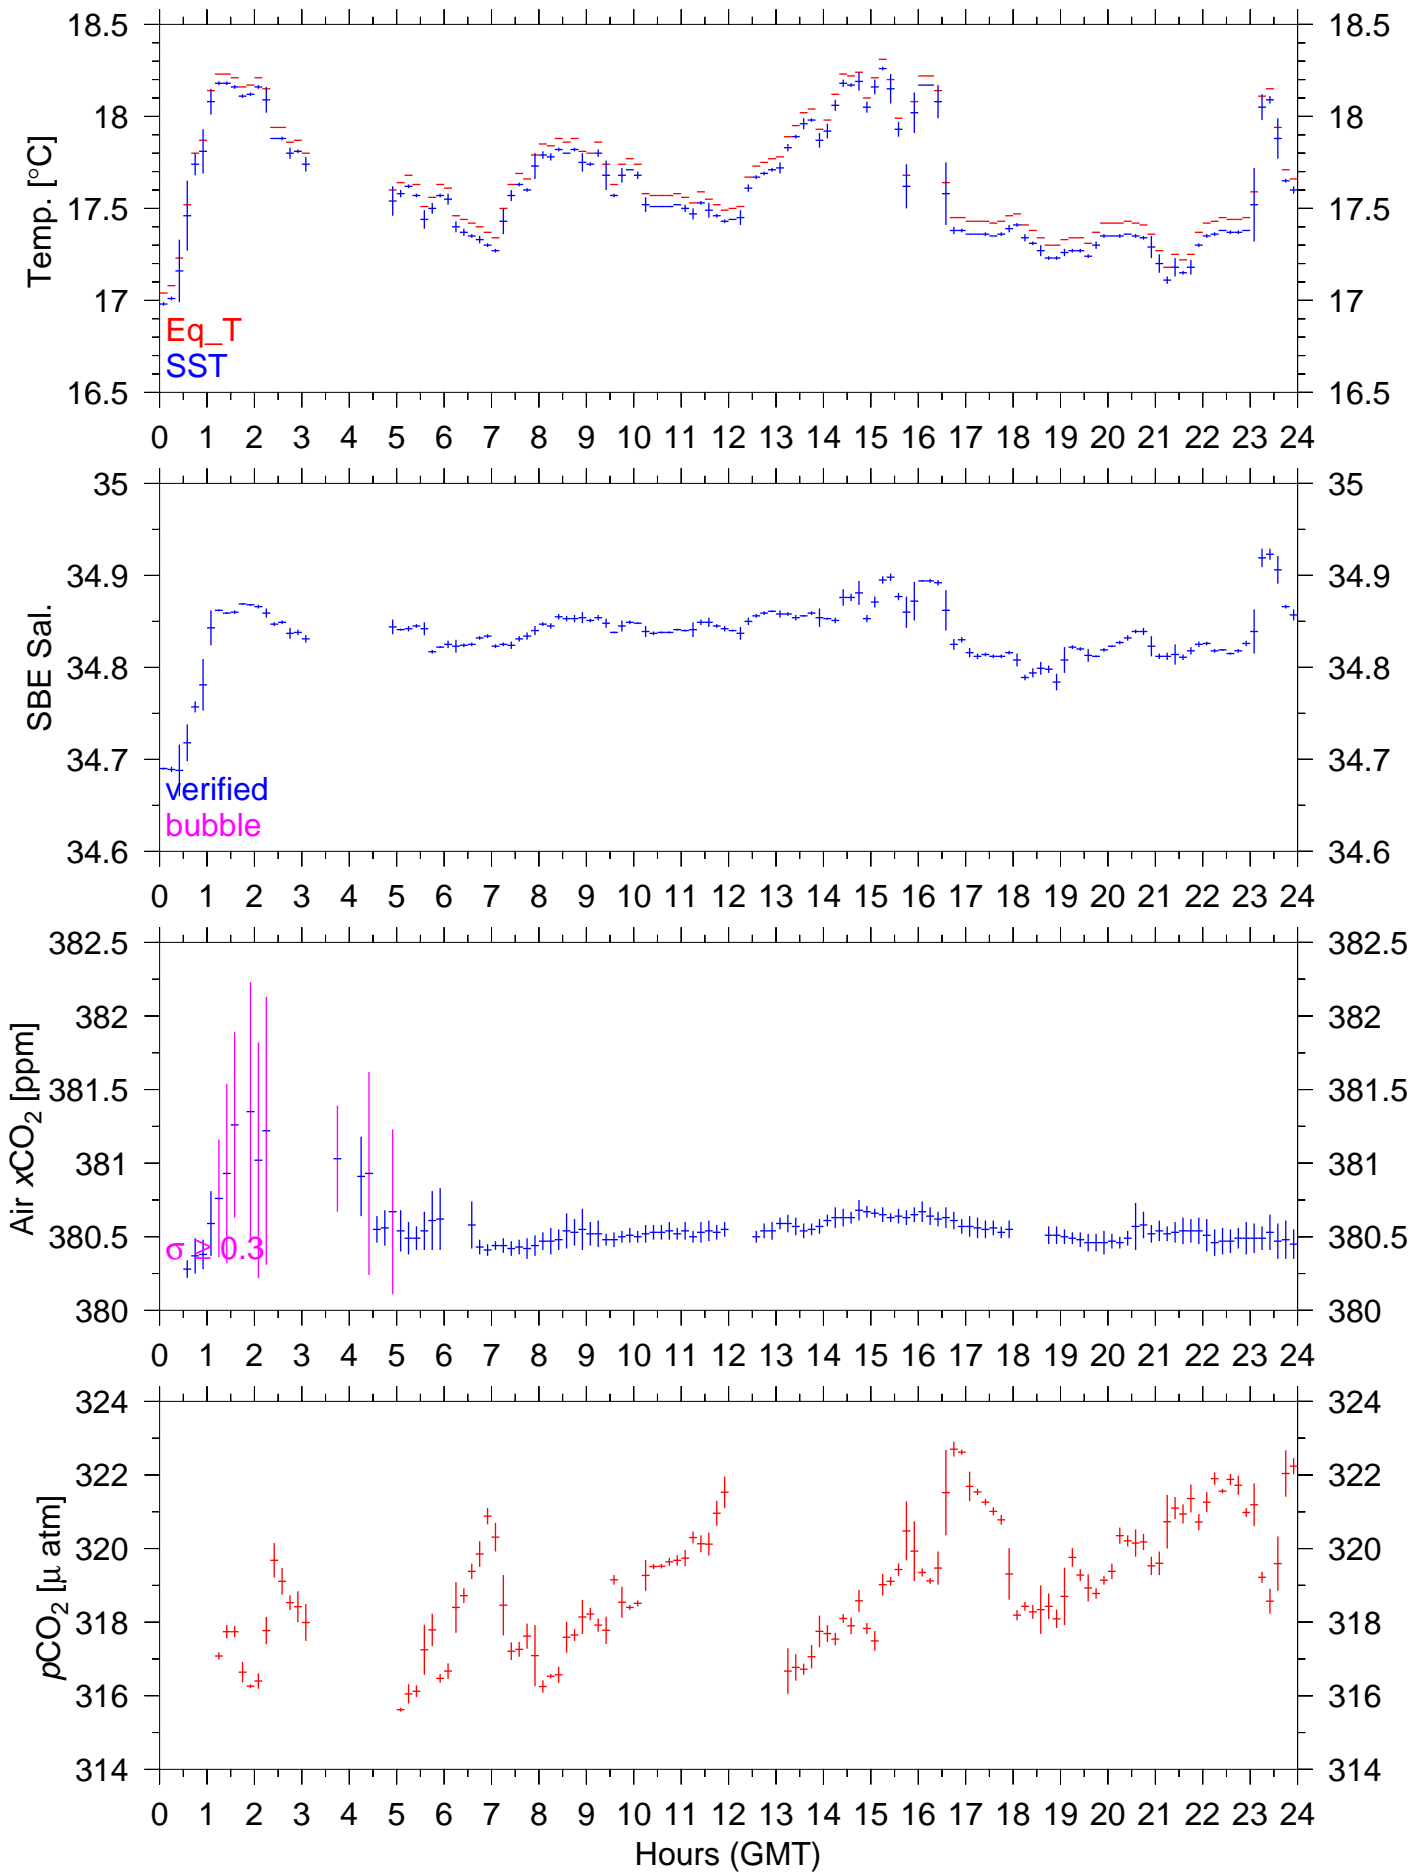 18.5 18.5
18 18
17.5 17.5
17 17
16.5 16.5
Temp. [°C]
Eq_T
SST
0 1 2 3 4 5 6 7 8 9 10 11 12 13 14 15 16 17 18 19 20 21 22 23 24
35 35
34.9 34.9
34.8 34.8
34.7 34.7
34.6 34.6
SBE Sal.
verified
bubble
0 1 2 3 4 5 6 7 8 9 10 11 12 13 14 15 16 17 18 19 20 21 22 23 24
382.5 382.5
382 382
381.5 381.5
381 381
380.5 380.5
380 380
Air xCO₂ [ppm]
σ ≥ 0.3
0 1 2 3 4 5 6 7 8 9 10 11 12 13 14 15 16 17 18 19 20 21 22 23 24
324 324
322 322
320 320
318 318
316 316
314 314
pCO₂ [μ atm]
0 1 2 3 4 5 6 7 8 9 10 11 12 13 14 15 16 17 18 19 20 21 22 23 24
Hours (GMT)